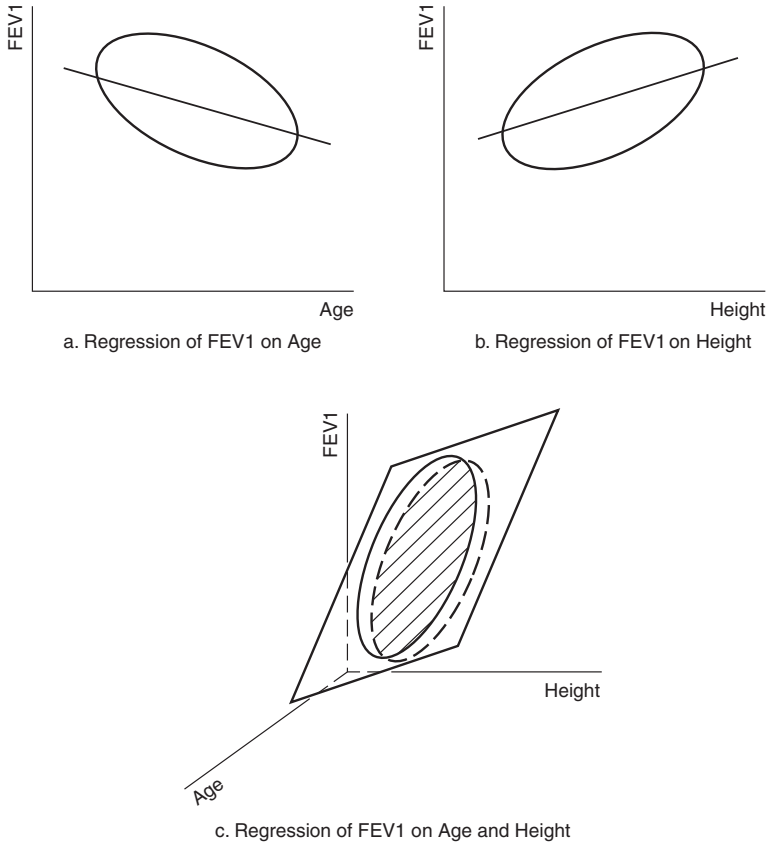 FEV1
Age
a. Regression of FEV1 on Age
FEV1
Height
b. Regression of FEV1 on Height
FEV1
Height
Age
c. Regression of FEV1 on Age and Height